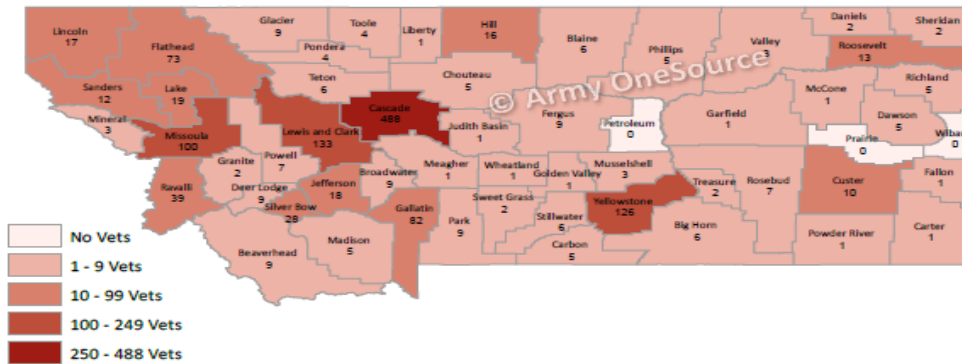 Lincoln
17
Flathead
73
Glacier
9
Toole
4
Liberty
1
Hill
16
Blaine
6
Phillips
5
Valley
3
Daniels
2
Sheridan
2
Roosevelt
13
Pondera
4
Teton
6
Chouteau
5
Sanders
12
Lake
19
Mineral
3
Missoula
100
Lewis and Clark
133
Cascade
488
Judith Basin
1
Fergus
9
Petroleum
0
Garfield
1
McCone
1
Richland
5
Dawson
5
Prairie
0
Wibau
0
© Army OneSource
Granite
2
Powell
7
Ravalli
39
Deer Lodge
9
Silver Bow
28
Jefferson
18
Broadwater
9
Meagher
1
Wheatland
1
Golden Valley
1
Musselshell
3
Treasure
2
Rosebud
7
Custer
10
Fallon
1
Gallatin
82
Park
9
Sweet Grass
2
Stillwater
6
Yellowstone
126
Big Horn
6
Carbon
5
Powder River
1
Carter
1
Beaverhead
9
Madison
5
No Vets
1 - 9 Vets
10 - 99 Vets
100 - 249 Vets
250 - 488 Vets